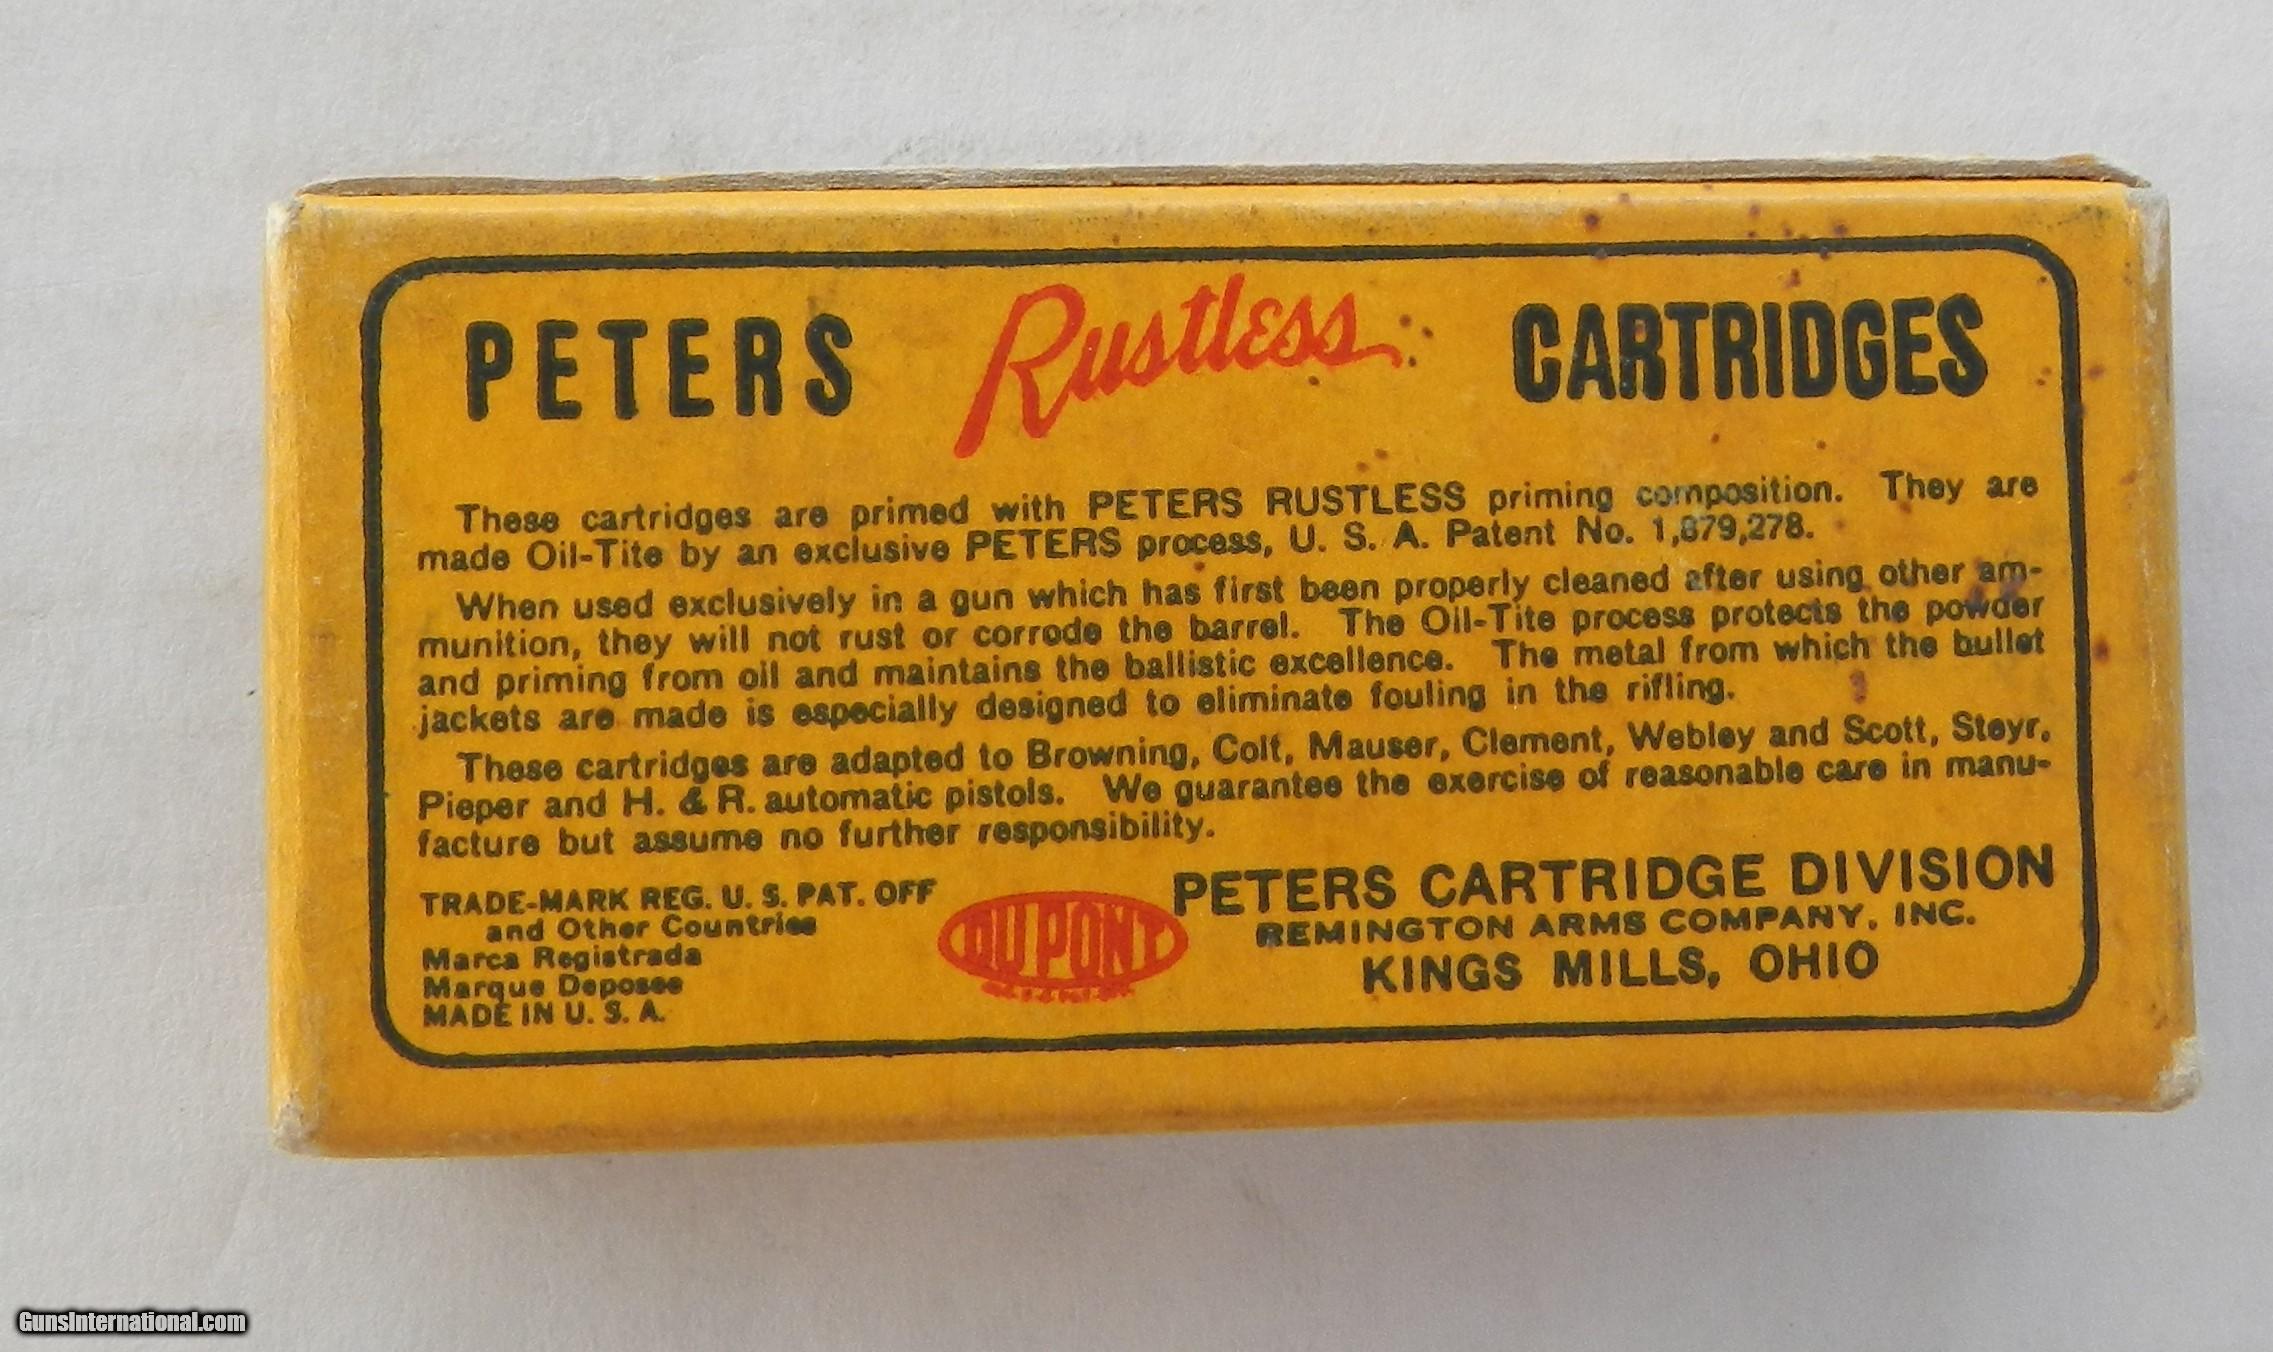 PETERS Rustless CARTRIDGES
These cartridges are primed with PETERS RUSTLESS priming composition. They are
made Oil-Tite by an exclusive PETERS process, U. S. A. Patent No. 1,879,278.
When used exclusively in a gun which has first been properly cleaned after using other am-
munition, they will not rust or corrode the barrel. The Oil-Tite process protects the powder
and priming from oil and maintains the ballistic excellence. The metal from which the bullet
jackets are made is especially designed to eliminate fouling in the rifling.
These cartridges are adapted to Browning, Colt, Mauser, Clement, Webley and Scott, Steyr,
Pieper and H. & R. automatic pistols. We guarantee the exercise of reasonable care in manu-
facture but assume no further responsibility.
TRADE-MARK REG. U. S. PAT. OFF
and Other Countries
Marca Registrada
Marque Deposee
MADE IN U. S. A.
DU PONT
PETERS CARTRIDGE DIVISION
REMINGTON ARMS COMPANY, INC.
KINGS MILLS, OHIO
GunsInternational.com